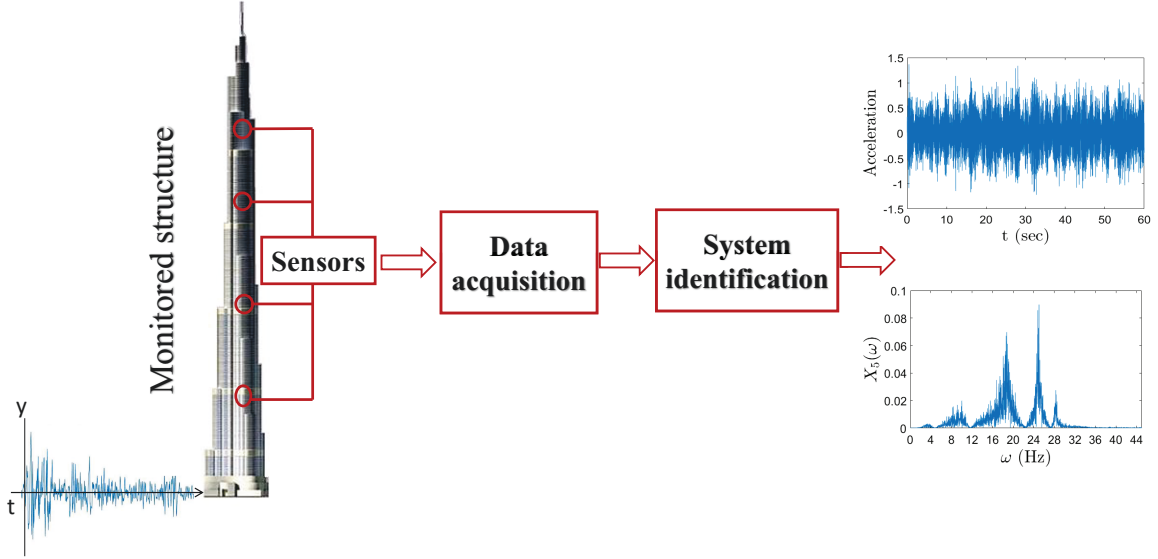 Monitored structure
y
t
Sensors
Data
acquisition
System
identification
1.5
1
0.5
0
-0.5
-1
-1.5
Acceleration
0 10 20 30 40 50 60
t (sec)
0.1
0.08
0.06
0.04
0.02
0
X₅(ω)
0 4 8 12 16 20 24 28 32 36 40 44
ω (Hz)